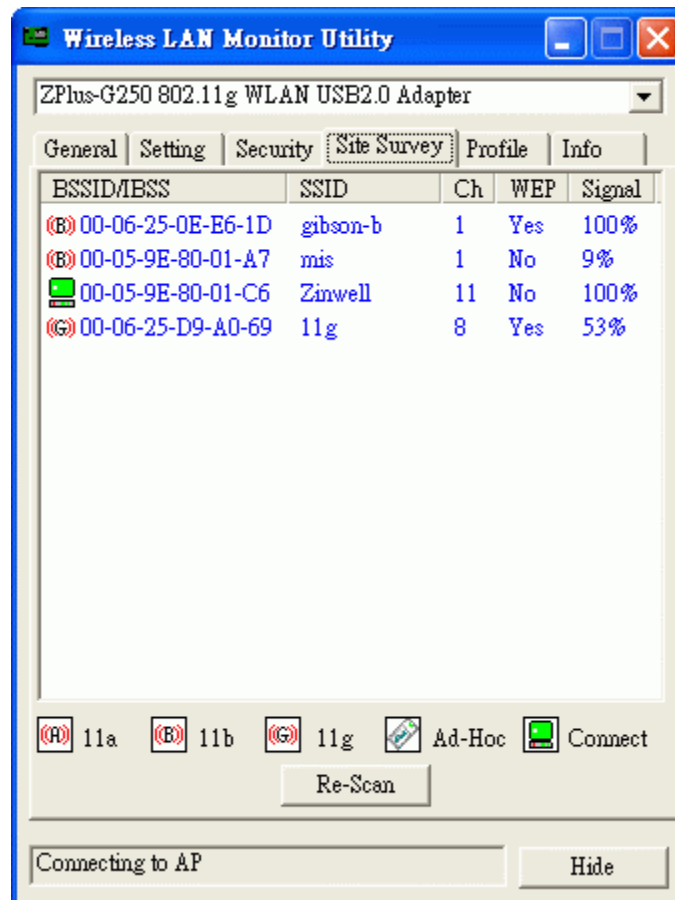 Wireless LAN Monitor Utility
ZPlus-G250 802.11g WLAN USB2.0 Adapter
General Setting Security Site Survey Profile Info
BSSID/IBSS SSID Ch WEP Signal
((B)) 00-06-25-0E-E6-1D gibson-b 1 Yes 100%
((B)) 00-05-9E-80-01-A7 mis 1 No 9%
00-05-9E-80-01-C6 Zinwell 11 No 100%
((G)) 00-06-25-D9-A0-69 11g 8 Yes 53%
((A)) 11a ((B)) 11b ((G)) 11g Ad-Hoc Connect
Re-Scan
Connecting to AP Hide